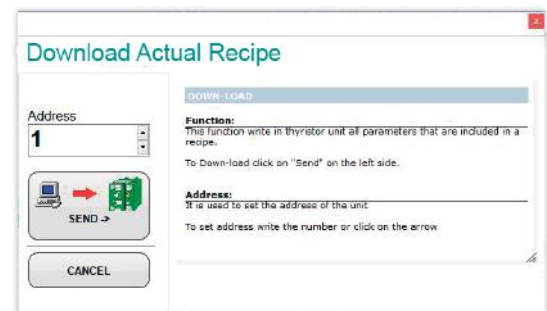 Download Actual Recipe
Address
1
SEND ->
CANCEL
DOWN-LOAD
Function:
This function write in thyristor unit all parameters that are included in a
recipe.
To Down-load click on "Send" on the left side.
Address:
It is used to set the address of the unit
To set address write the number or click on the arrow